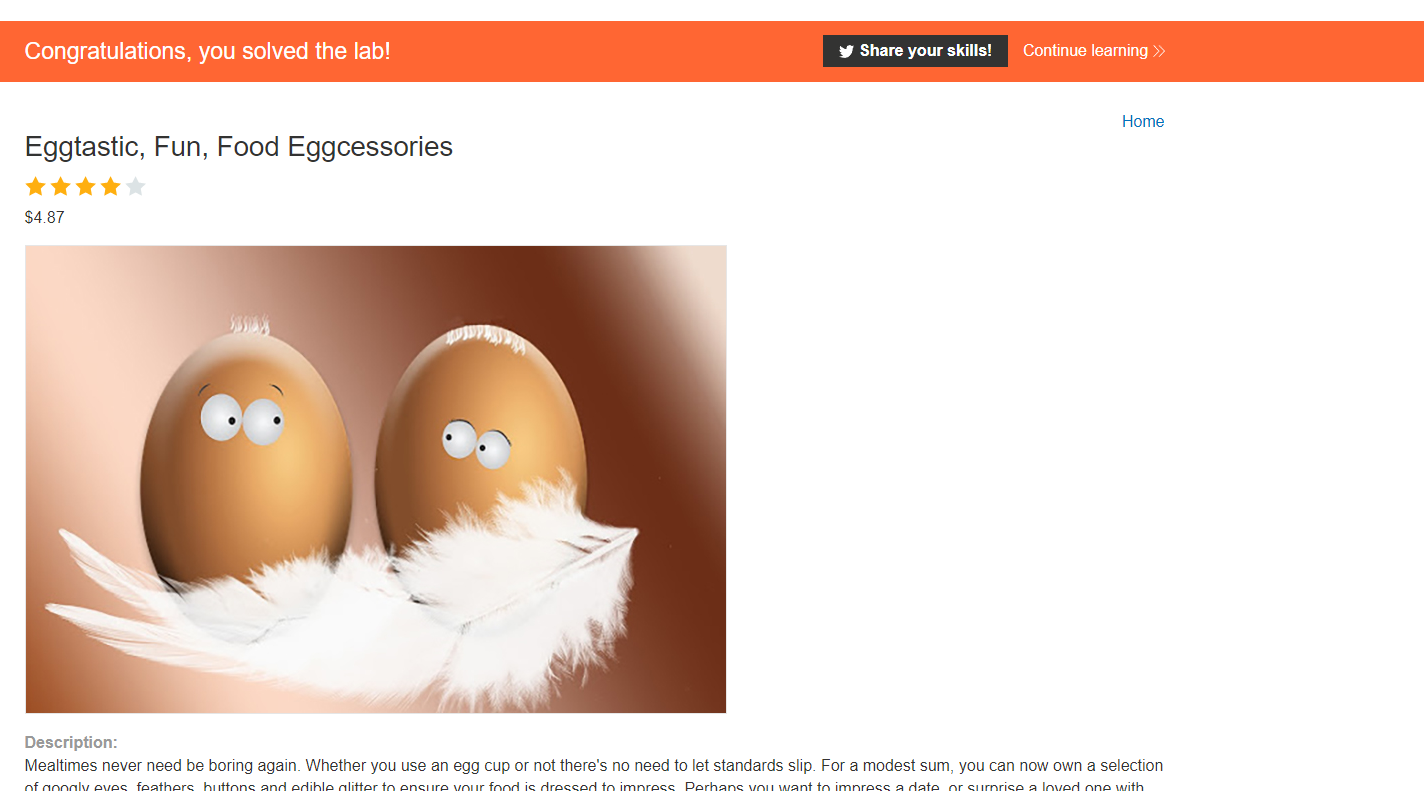 Congratulations, you solved the lab!
Share your skills!
Continue learning
Home
Eggtastic, Fun, Food Eggcessories
$4.87
Description:
Mealtimes never need be boring again. Whether you use an egg cup or not there's no need to let standards slip. For a modest sum, you can now own a selection
of googly eyes, feathers, buttons and edible glitter to ensure your food is dressed to impress. Perhaps you want to impress a date, or surprise a loved one with